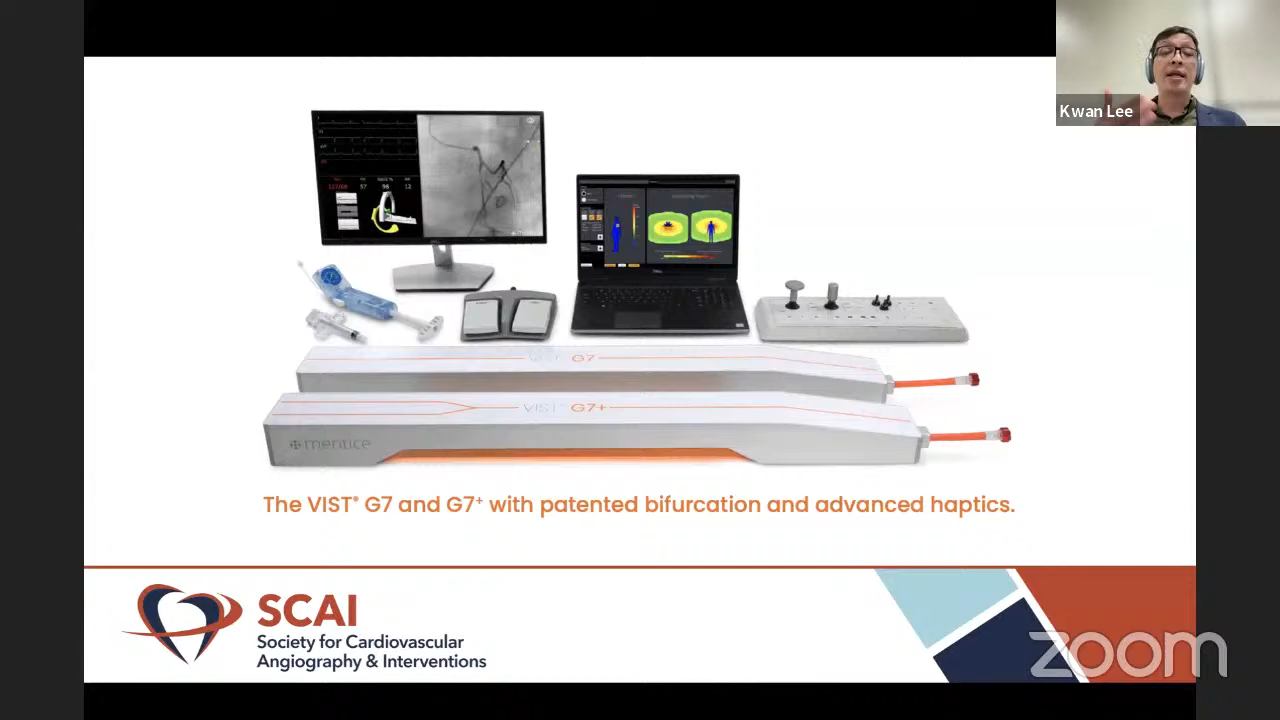 Kwan Lee
VIST G7
VIST G7+
mentice
The VIST® G7 and G7+ with patented bifurcation and advanced haptics.
SCAI
Society for Cardiovascular
Angiography & Interventions
zoom